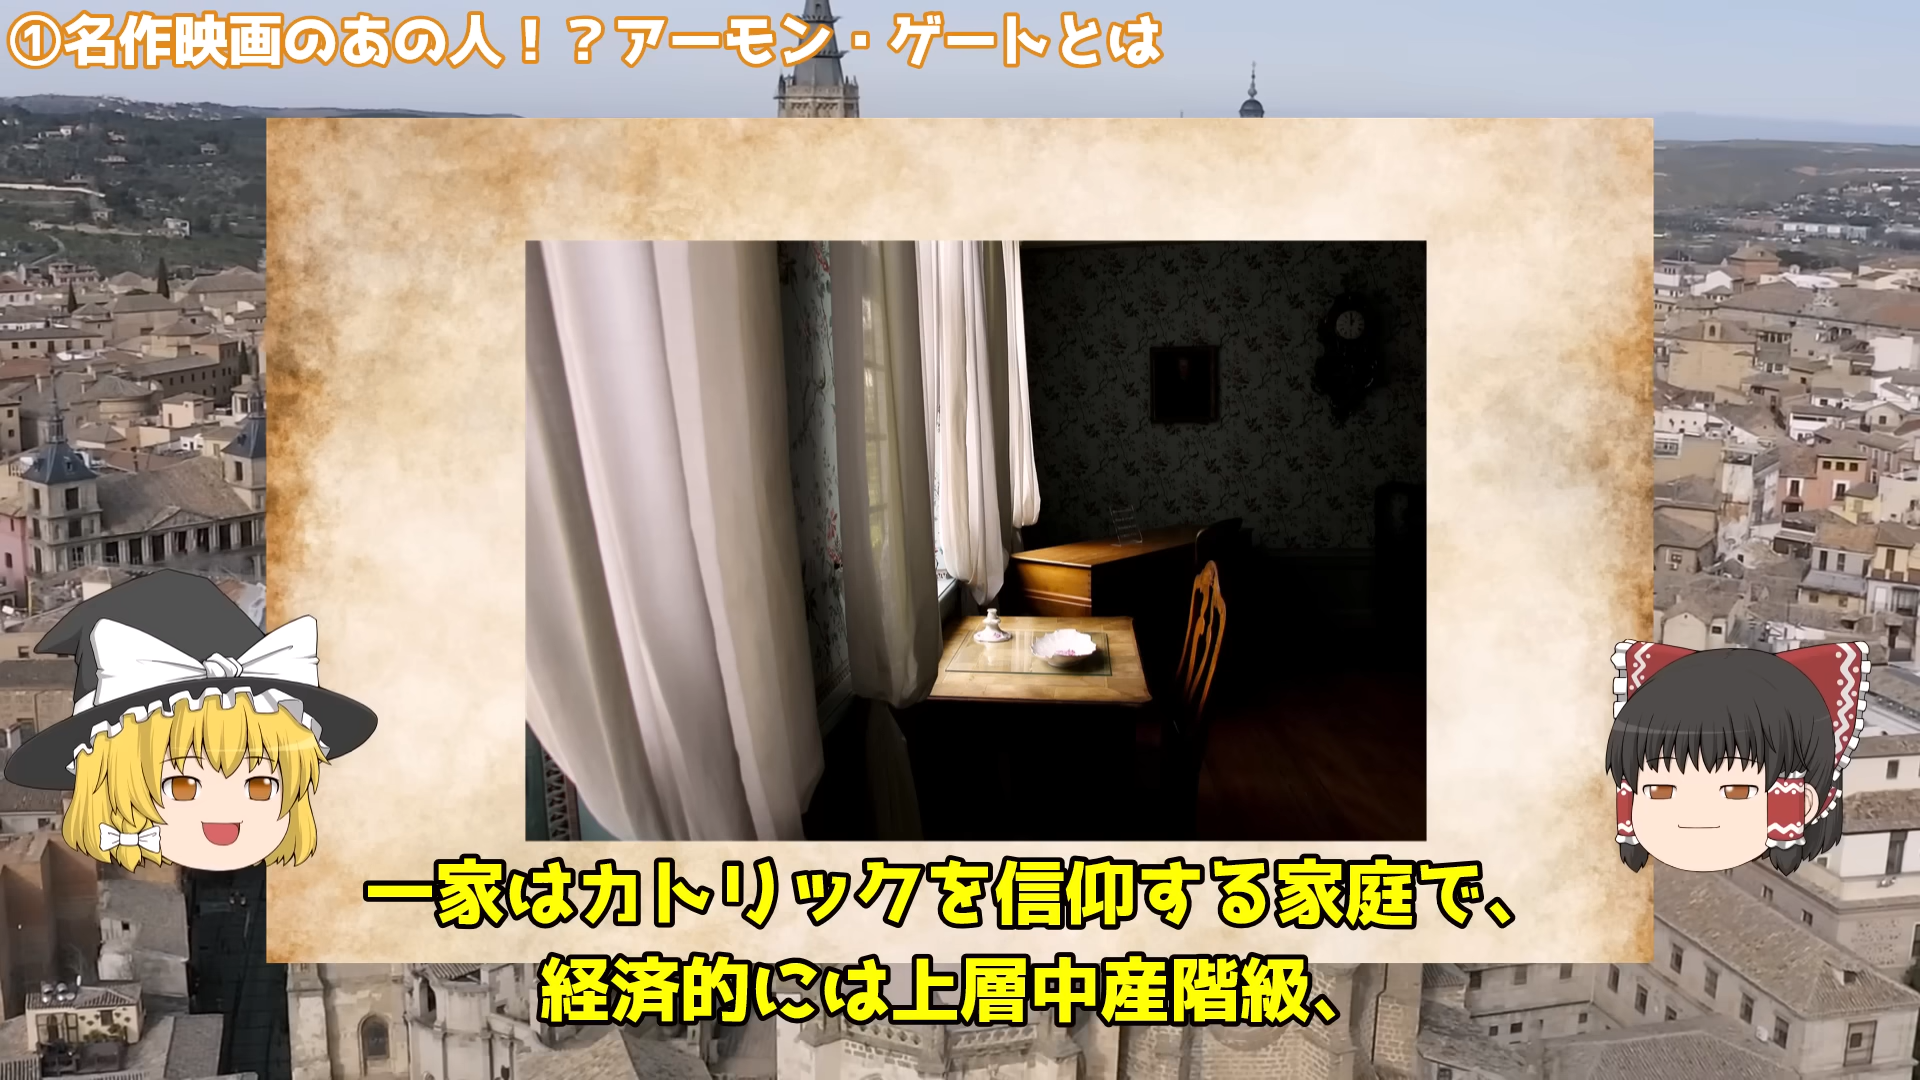 ①名作映画のあの人！？アーモン・ゲートとは
一家はカトリックを信仰する家庭で、
経済的には上層中産階級、